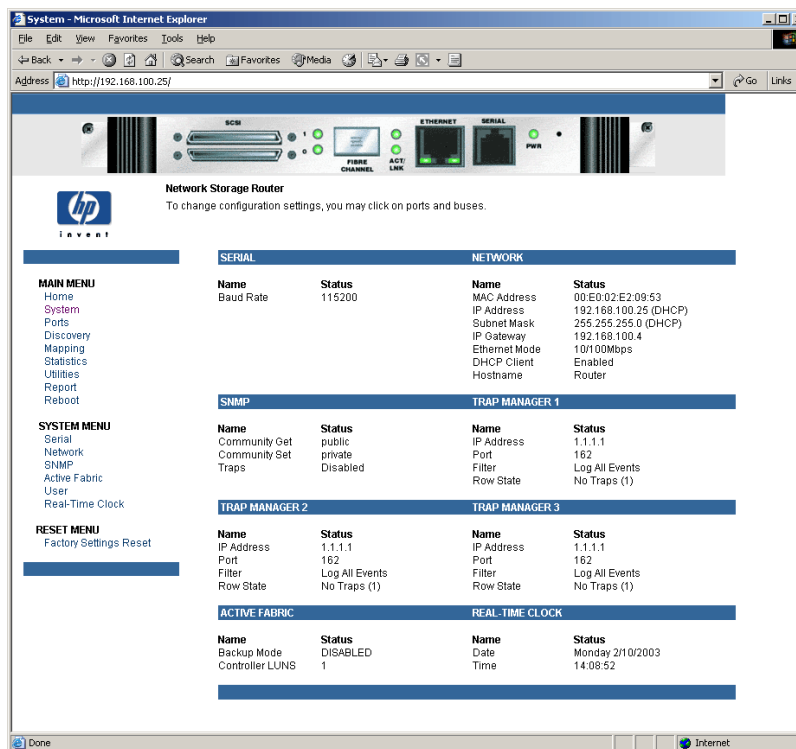 System - Microsoft Internet Explorer
File Edit View Favorites Tools Help
Back Search Favorites Media
Address http://192.168.100.25/ Go Links
SCSI 1 0 FIBRE CHANNEL ACT/ LNK ETHERNET SERIAL PWR
hp
invent
Network Storage Router
To change configuration settings, you may click on ports and buses.
MAIN MENU
Home
System
Ports
Discovery
Mapping
Statistics
Utilities
Report
Reboot
SYSTEM MENU
Serial
Network
SNMP
Active Fabric
User
Real-Time Clock
RESET MENU
Factory Settings Reset
SERIAL
Name Status
Baud Rate 115200
NETWORK
Name Status
MAC Address 00:E0:02:E2:09:53
IP Address 192.168.100.25 (DHCP)
Subnet Mask 255.255.255.0 (DHCP)
IP Gateway 192.168.100.4
Ethernet Mode 10/100Mbps
DHCP Client Enabled
Hostname Router
SNMP
Name Status
Community Get public
Community Set private
Traps Disabled
TRAP MANAGER 1
Name Status
IP Address 1.1.1.1
Port 162
Filter Log All Events
Row State No Traps (1)
TRAP MANAGER 2
Name Status
IP Address 1.1.1.1
Port 162
Filter Log All Events
Row State No Traps (1)
TRAP MANAGER 3
Name Status
IP Address 1.1.1.1
Port 162
Filter Log All Events
Row State No Traps (1)
ACTIVE FABRIC
Name Status
Backup Mode DISABLED
Controller LUNS 1
REAL-TIME CLOCK
Name Status
Date Monday 2/10/2003
Time 14:08:52
Done Internet